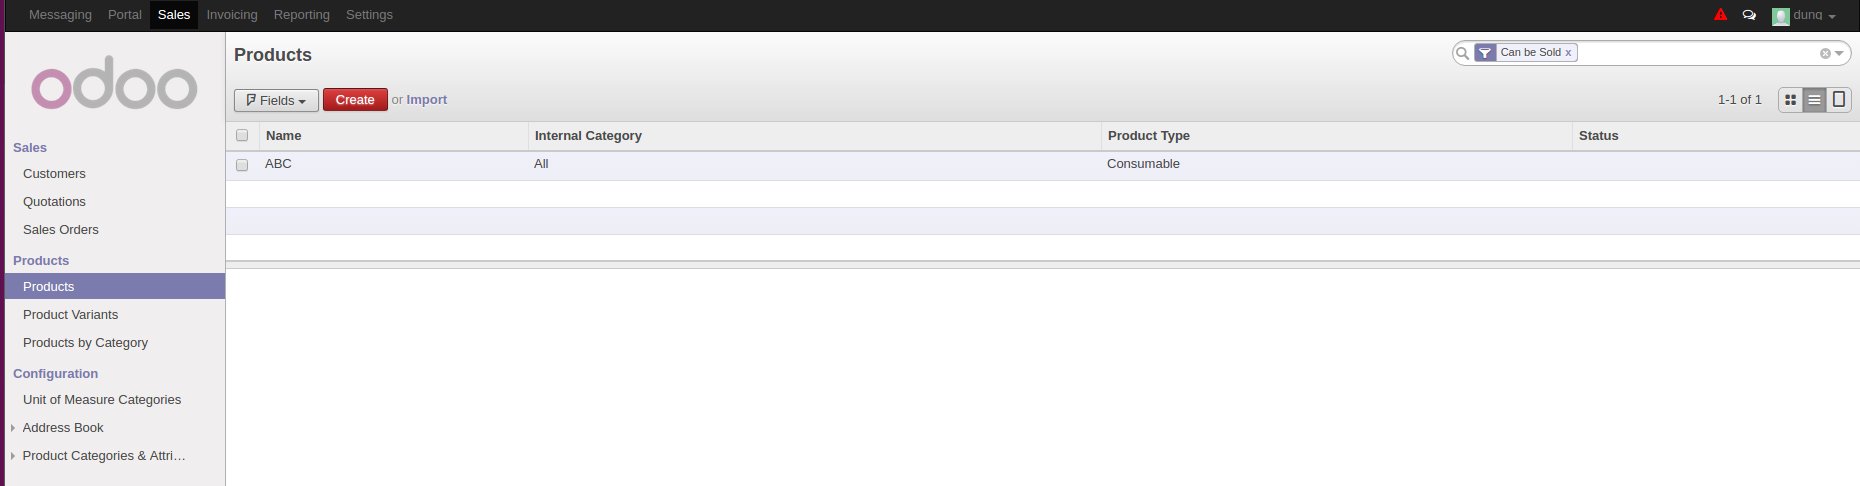 Messaging Portal Sales Invoicing Reporting Settings dung
odoo
Products
Can be Sold x
Fields Create or Import
1-1 of 1
Sales
Customers
Quotations
Sales Orders
Products
Products
Product Variants
Products by Category
Configuration
Unit of Measure Categories
Address Book
Product Categories & Attri...
Name Internal Category Product Type Status
ABC All Consumable